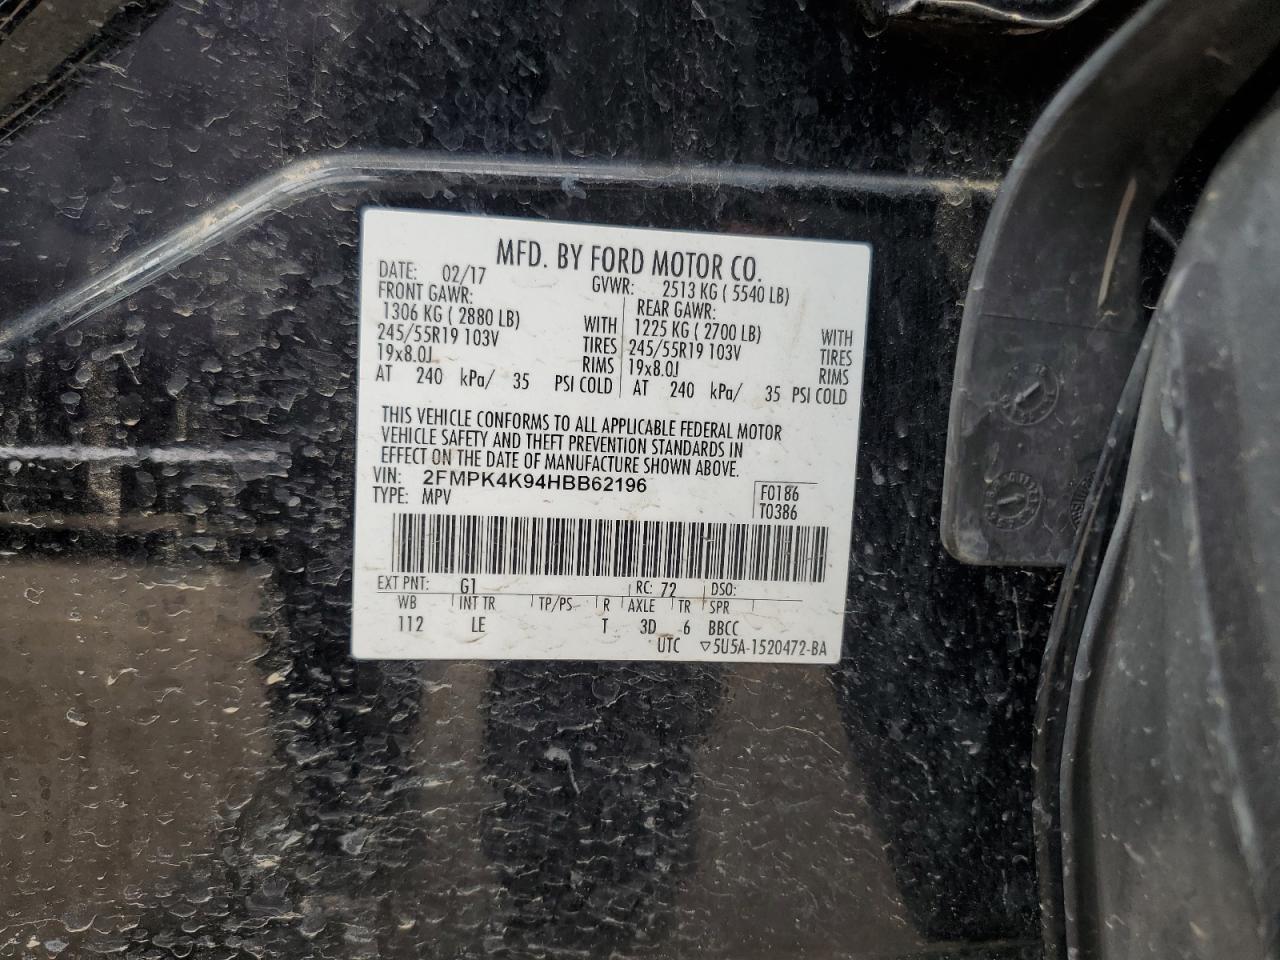 MFD. BY FORD MOTOR CO.
DATE: 02/17 GVWR: 2513 KG ( 5540 LB)
FRONT GAWR: REAR GAWR:
1306 KG ( 2880 LB) WITH 1225 KG ( 2700 LB) WITH
245/55R19 103V TIRES 245/55R19 103V TIRES
19x8.0J RIMS 19x8.0J RIMS
AT 240 kPa/ 35 PSI COLD AT 240 kPa/ 35 PSI COLD
THIS VEHICLE CONFORMS TO ALL APPLICABLE FEDERAL MOTOR
VEHICLE SAFETY AND THEFT PREVENTION STANDARDS IN
EFFECT ON THE DATE OF MANUFACTURE SHOWN ABOVE.
VIN: 2FMPK4K94HBB62196 F0186
TYPE: MPV T0386
EXT PNT: G1 RC: 72 DSO:
WB INT TR TP/PS R AXLE TR SPR
112 LE T 3D 6 BBCC
UTC ▽5U5A-1520472-BA